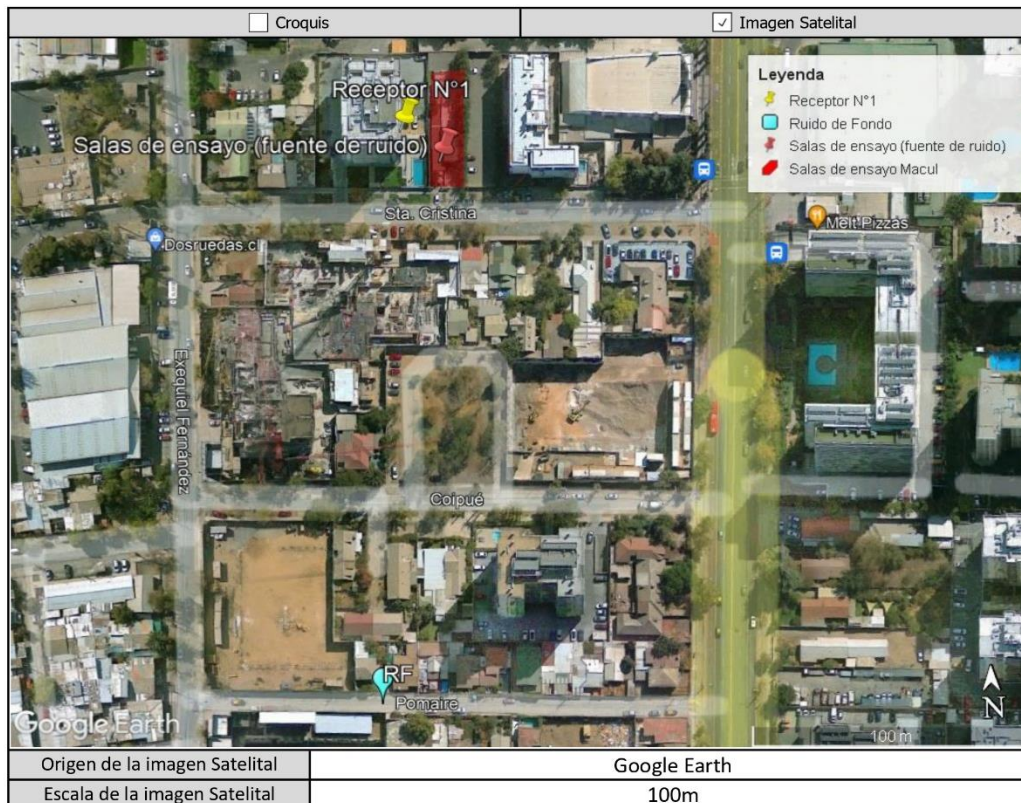 Croquis
✓ Imagen Satelital
Leyenda
Receptor N°1
Ruido de Fondo
Salas de ensayo (fuente de ruido)
Salas de ensayo Macul
Receptor N°1
Salas de ensayo (fuente de ruido)
Sta. Cristina
Melt Pizzas
Dosruedas.cl
Exequiel Fernández
Coipué
RF
Pomaire
Google Earth
N
100 m
Origen de la imagen Satelital
Google Earth
Escala de la imagen Satelital
100m